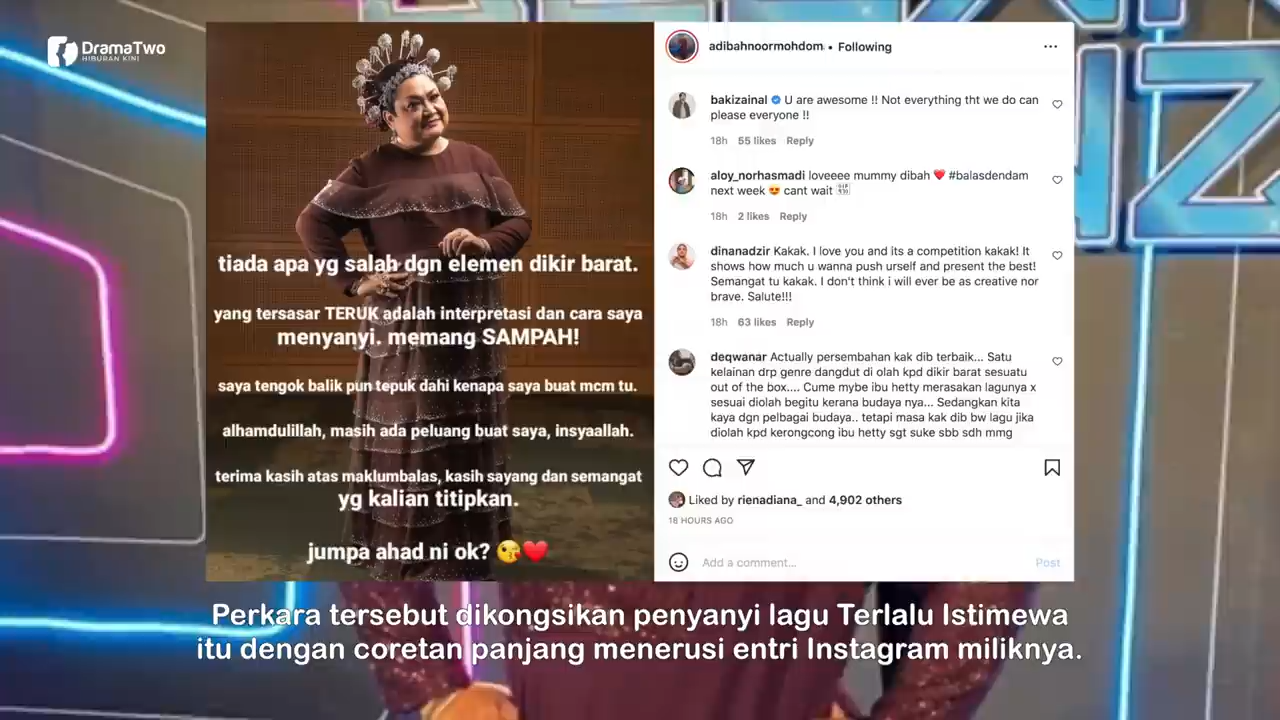 DramaTwo
HIBURAN KINI
tiada apa yg salah dgn elemen dikir barat.
yang tersasar TERUK adalah interpretasi dan cara saya
menyanyi. memang SAMPAH!
saya tengok balik pun tepuk dahi kenapa saya buat mcm tu.
alhamdulillah, masih ada peluang buat saya, insyaallah.
terima kasih atas maklumbalas, kasih sayang dan semangat
yg kalian titipkan.
jumpa ahad ni ok? 😘❤️
adibahnoormohdom • Following
bakizainal U are awesome !! Not everything tht we do can
please everyone !!
18h 55 likes Reply
aloy_norhasmadi loveeee mummy dibah ❤️ #balasdendam
next week 😍 cant wait
18h 2 likes Reply
dinanadzir Kakak. I love you and its a competition kakak! It
shows how much u wanna push urself and present the best!
Semangat tu kakak. I don't think i will ever be as creative nor
brave. Salute!!!
18h 63 likes Reply
deqwanar Actually persembahan kak dib terbaik... Satu
kelainan drp genre dangdut di olah kpd dikir barat sesuatu
out of the box.... Cume mybe ibu hetty merasakan lagunya x
sesuai diolah begitu kerana budaya nya... Sedangkan kita
kaya dgn pelbagai budaya.. tetapi masa kak dib bw lagu jika
diolah kpd kerongcong ibu hetty sgt suke sbb sdh mmg
Liked by rienadiana_ and 4,902 others
18 HOURS AGO
Add a comment...
Post
Perkara tersebut dikongsikan penyanyi lagu Terlalu Istimewa
itu dengan coretan panjang menerusi entri Instagram miliknya.